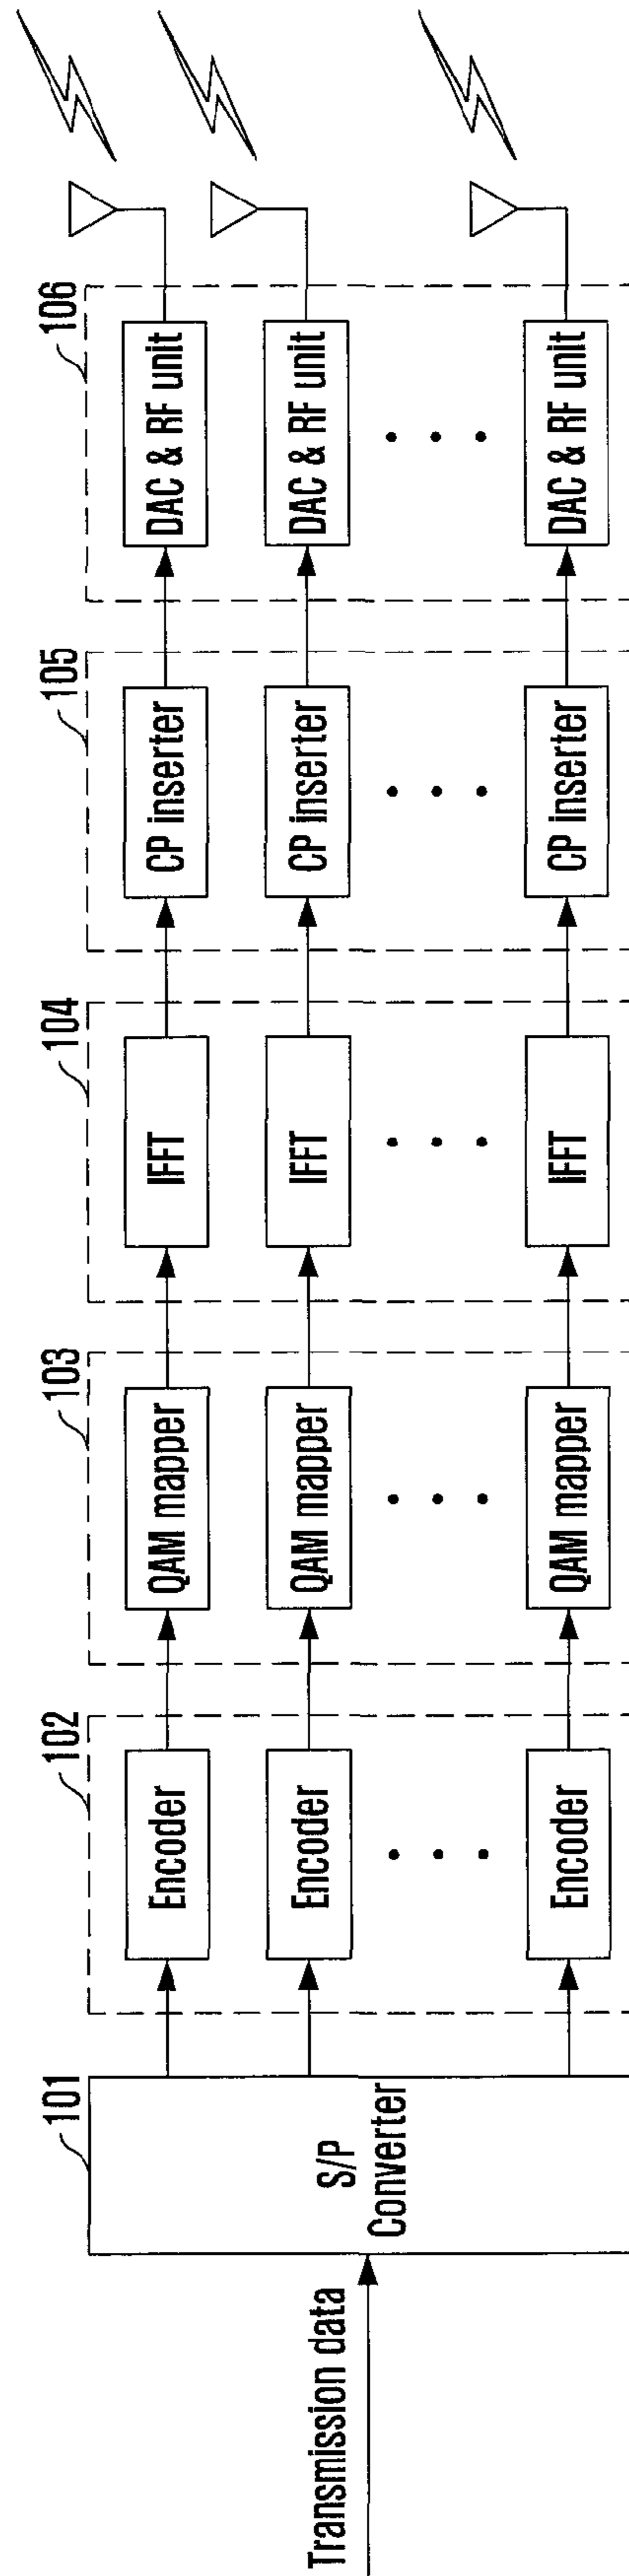 Transmission data
101
S/P
Converter
102
Encoder
Encoder
Encoder
103
QAM mapper
QAM mapper
QAM mapper
104
IFFT
IFFT
IFFT
105
CP inserter
CP inserter
CP inserter
106
DAC & RF unit
DAC & RF unit
DAC & RF unit